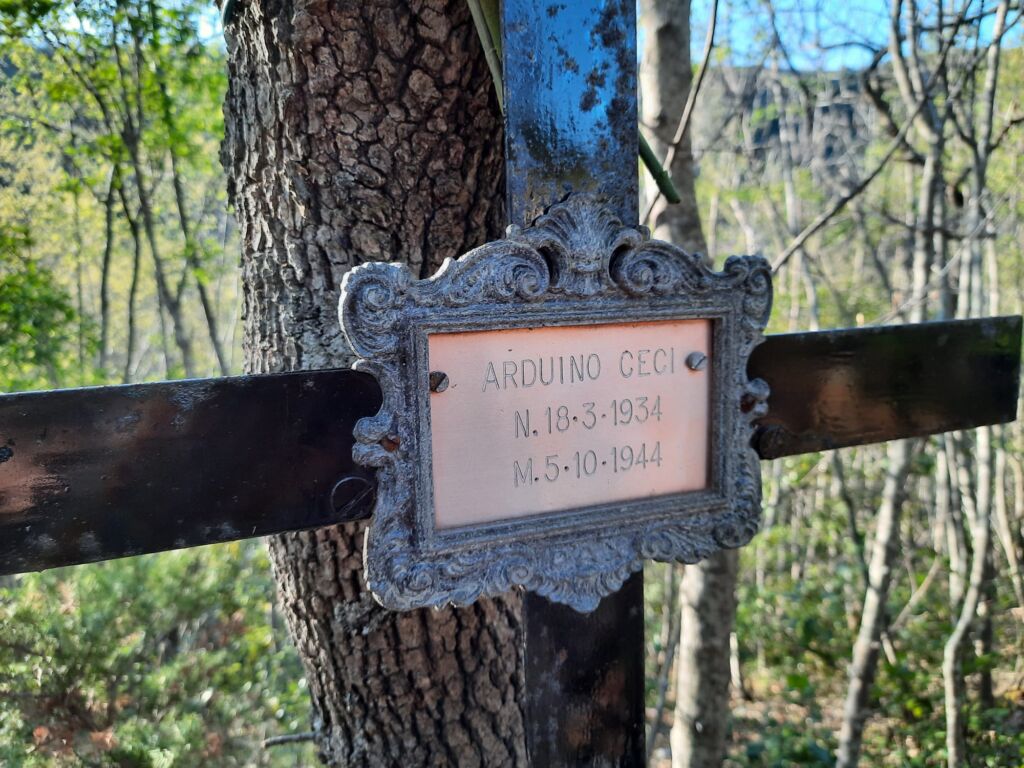 ARDUINO CECI
N. 18·3·1934
M. 5·10·1944